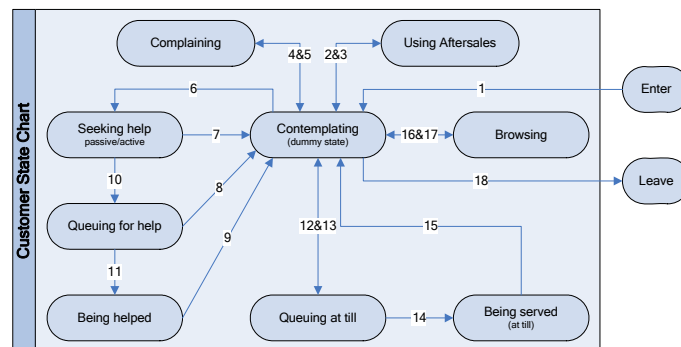 Customer State Chart
Complaining
4&5
2&3
Using Aftersales
6
1
Enter
Seeking help
passive/active
7
Contemplating
(dummy state)
16&17
Browsing
10
8
18
Leave
Queuing for help
9
12&13
15
11
Being helped
Queuing at till
14
Being served
(at till)